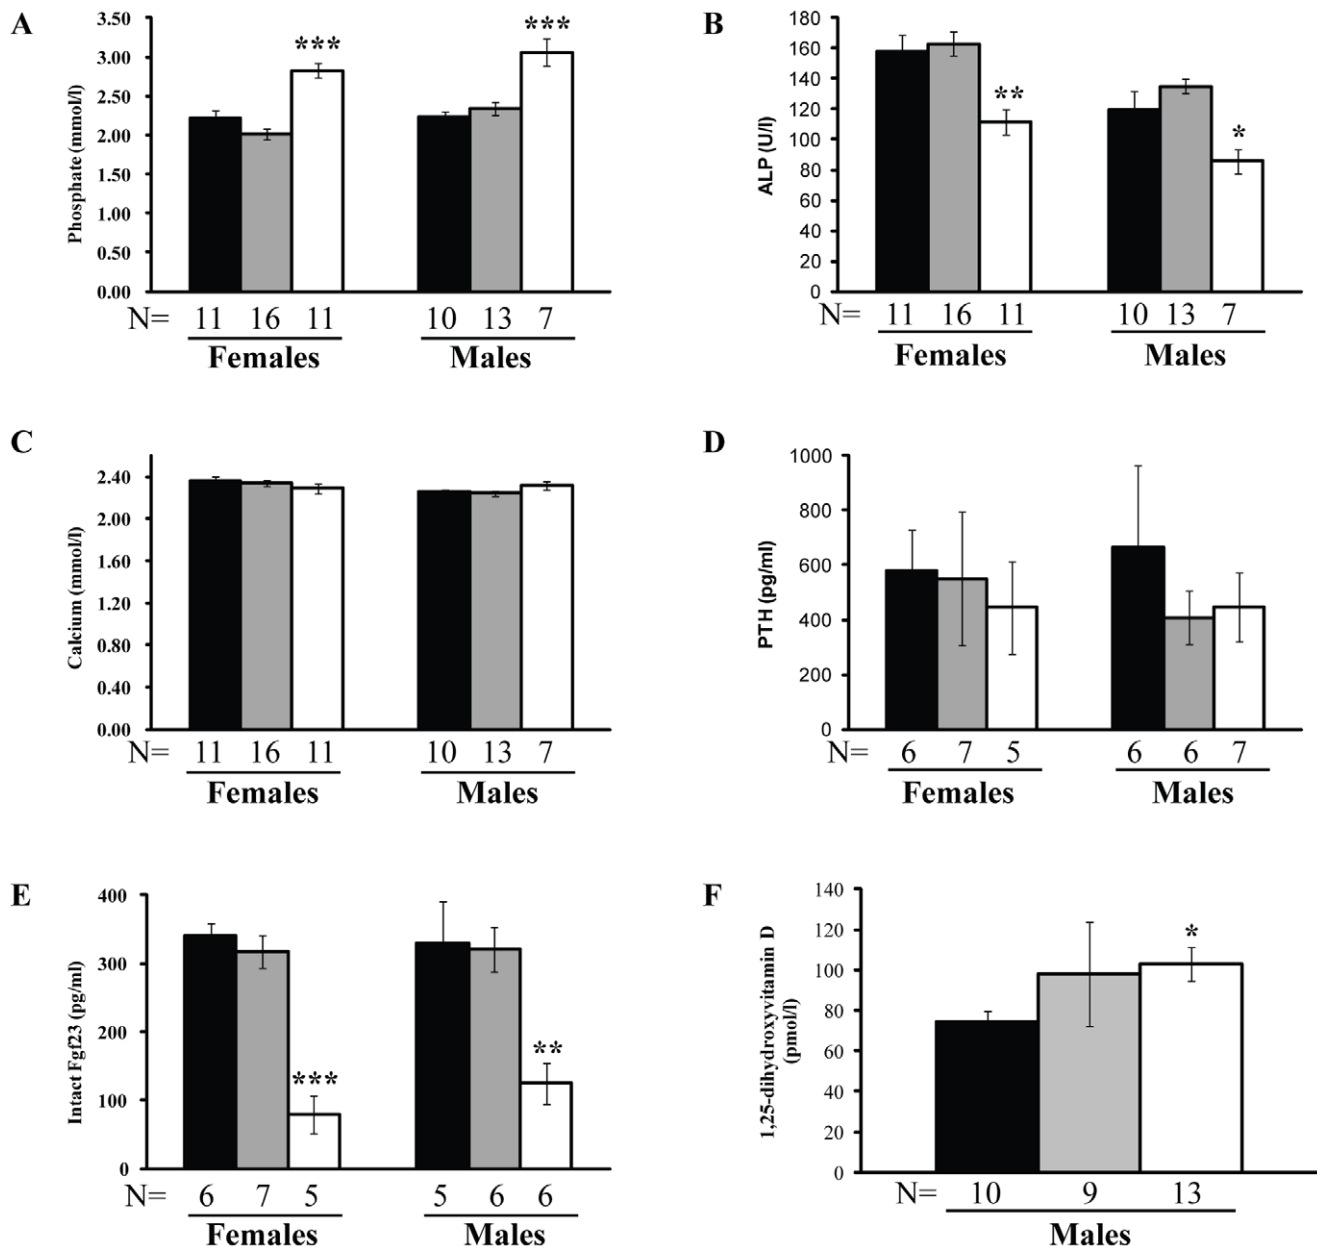 A
Phosphate (mmol/l)
3.50
3.00
2.50
2.00
1.50
1.00
0.50
0.00
***
***
N= 11 16 11 10 13 7
Females Males
B
ALP (U/l)
180
160
140
120
100
80
60
40
20
0
**
*
N= 11 16 11 10 13 7
Females Males
C
Calcium (mmol/l)
2.40
2.00
1.60
1.20
0.80
0.40
0.00
N= 11 16 11 10 13 7
Females Males
D
PTH (pg/ml)
1000
800
600
400
200
0
N= 6 7 5 6 6 7
Females Males
E
Intact Fgf23 (pg/ml)
400
300
200
100
0
***
**
N= 6 7 5 5 6 6
Females Males
F
1,25-dihydroxyvitamin D
(pmol/l)
140
120
100
80
60
40
20
0
*
N= 10 9 13
Males